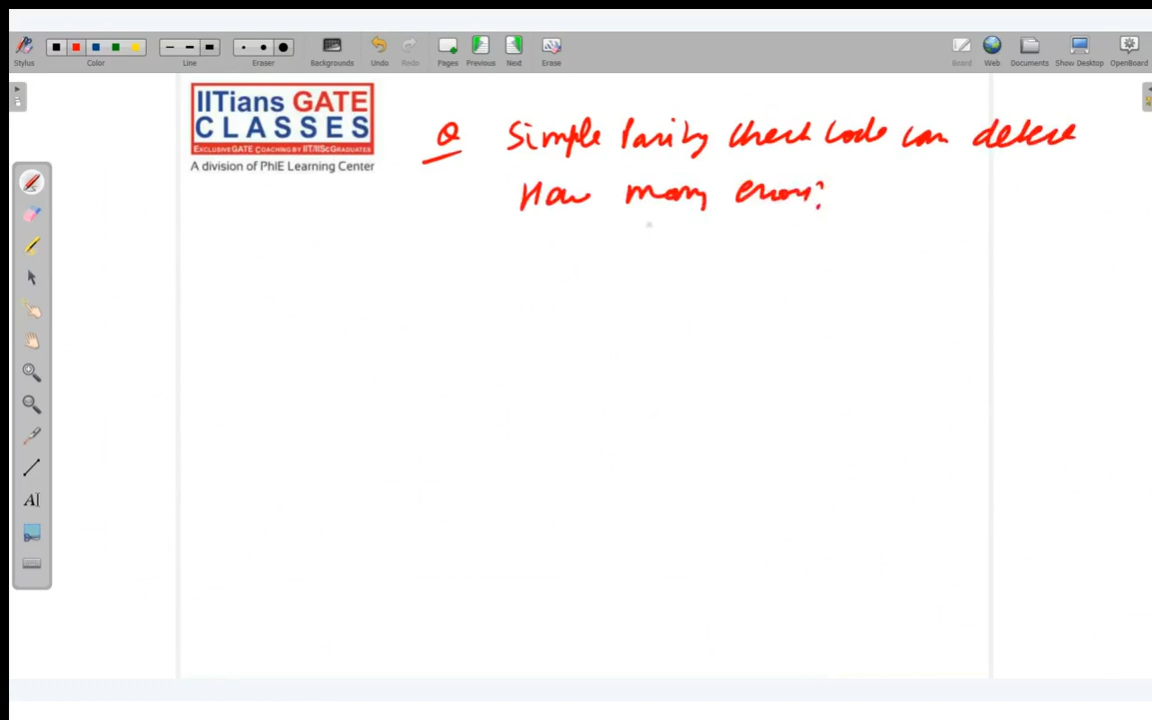 Stylus
Color
Line
Eraser
Backgrounds
Undo
Redo
Pages
Previous
Next
Erase
Board
Web
Documents
Show Desktop
OpenBoard
IITians GATE
CLASSES
EXCLUSIVE GATE COACHING BY IIT/IISc GRADUATES
A division of PhIE Learning Center
Q Simple Parity check code can detect
How many errors?